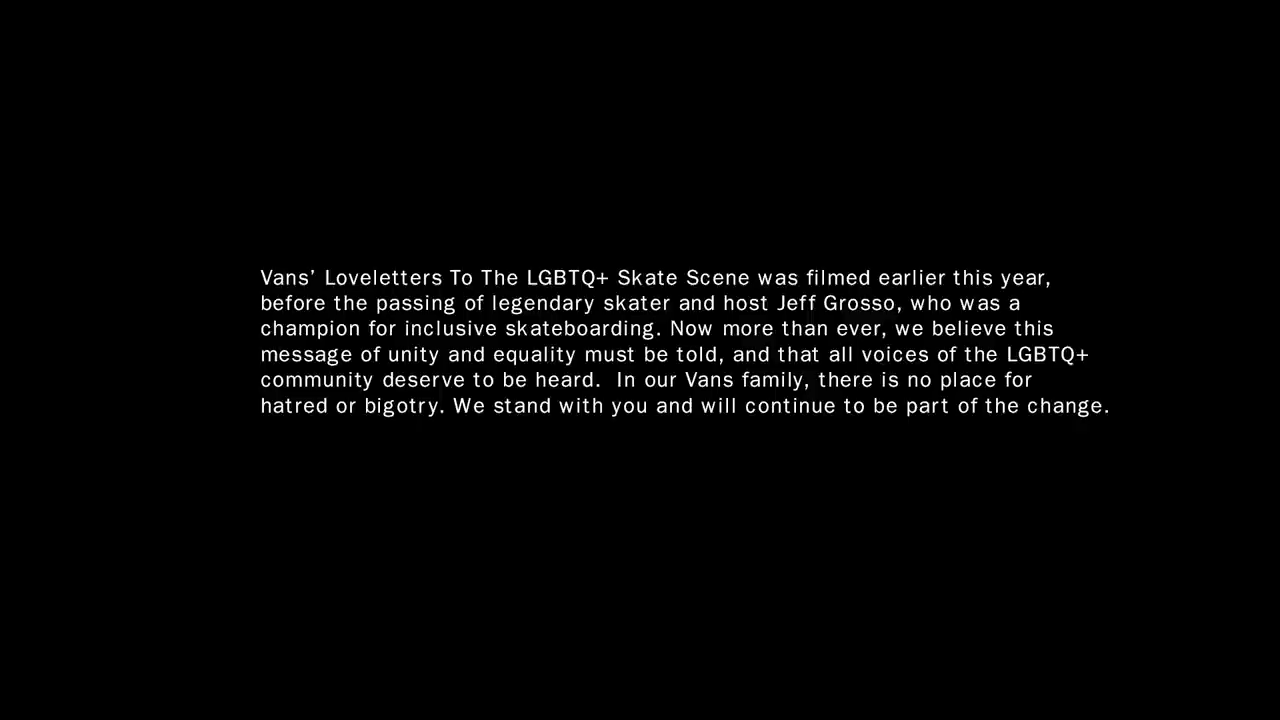 Vans’ Loveletters To The LGBTQ+ Skate Scene was filmed earlier this year,
before the passing of legendary skater and host Jeff Grosso, who was a
champion for inclusive skateboarding. Now more than ever, we believe this
message of unity and equality must be told, and that all voices of the LGBTQ+
community deserve to be heard.  In our Vans family, there is no place for
hatred or bigotry. We stand with you and will continue to be part of the change.